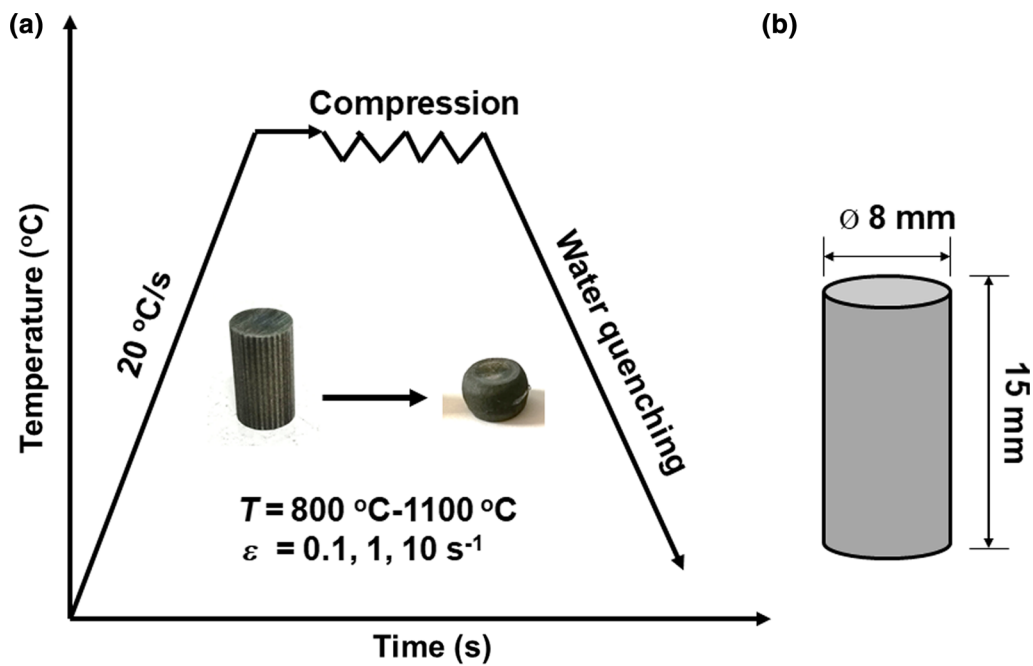 (a)
Temperature (°C)
20 °C/s
Compression
Water quenching
T = 800 °C-1100 °C
ε = 0.1, 1, 10 s⁻¹
Time (s)
(b)
Ø 8 mm
15 mm